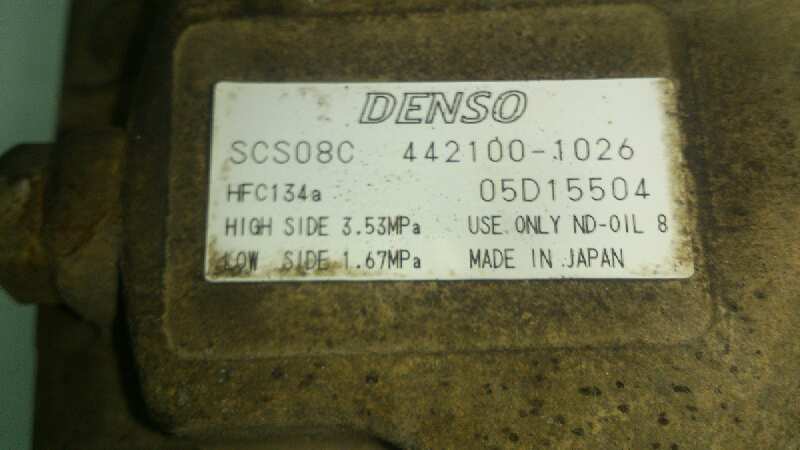 DENSO
SCS08C 442100-1026
HFC134a 05D15504
HIGH SIDE 3.53MPa USE ONLY ND-OIL 8
LOW SIDE 1.67MPa MADE IN JAPAN